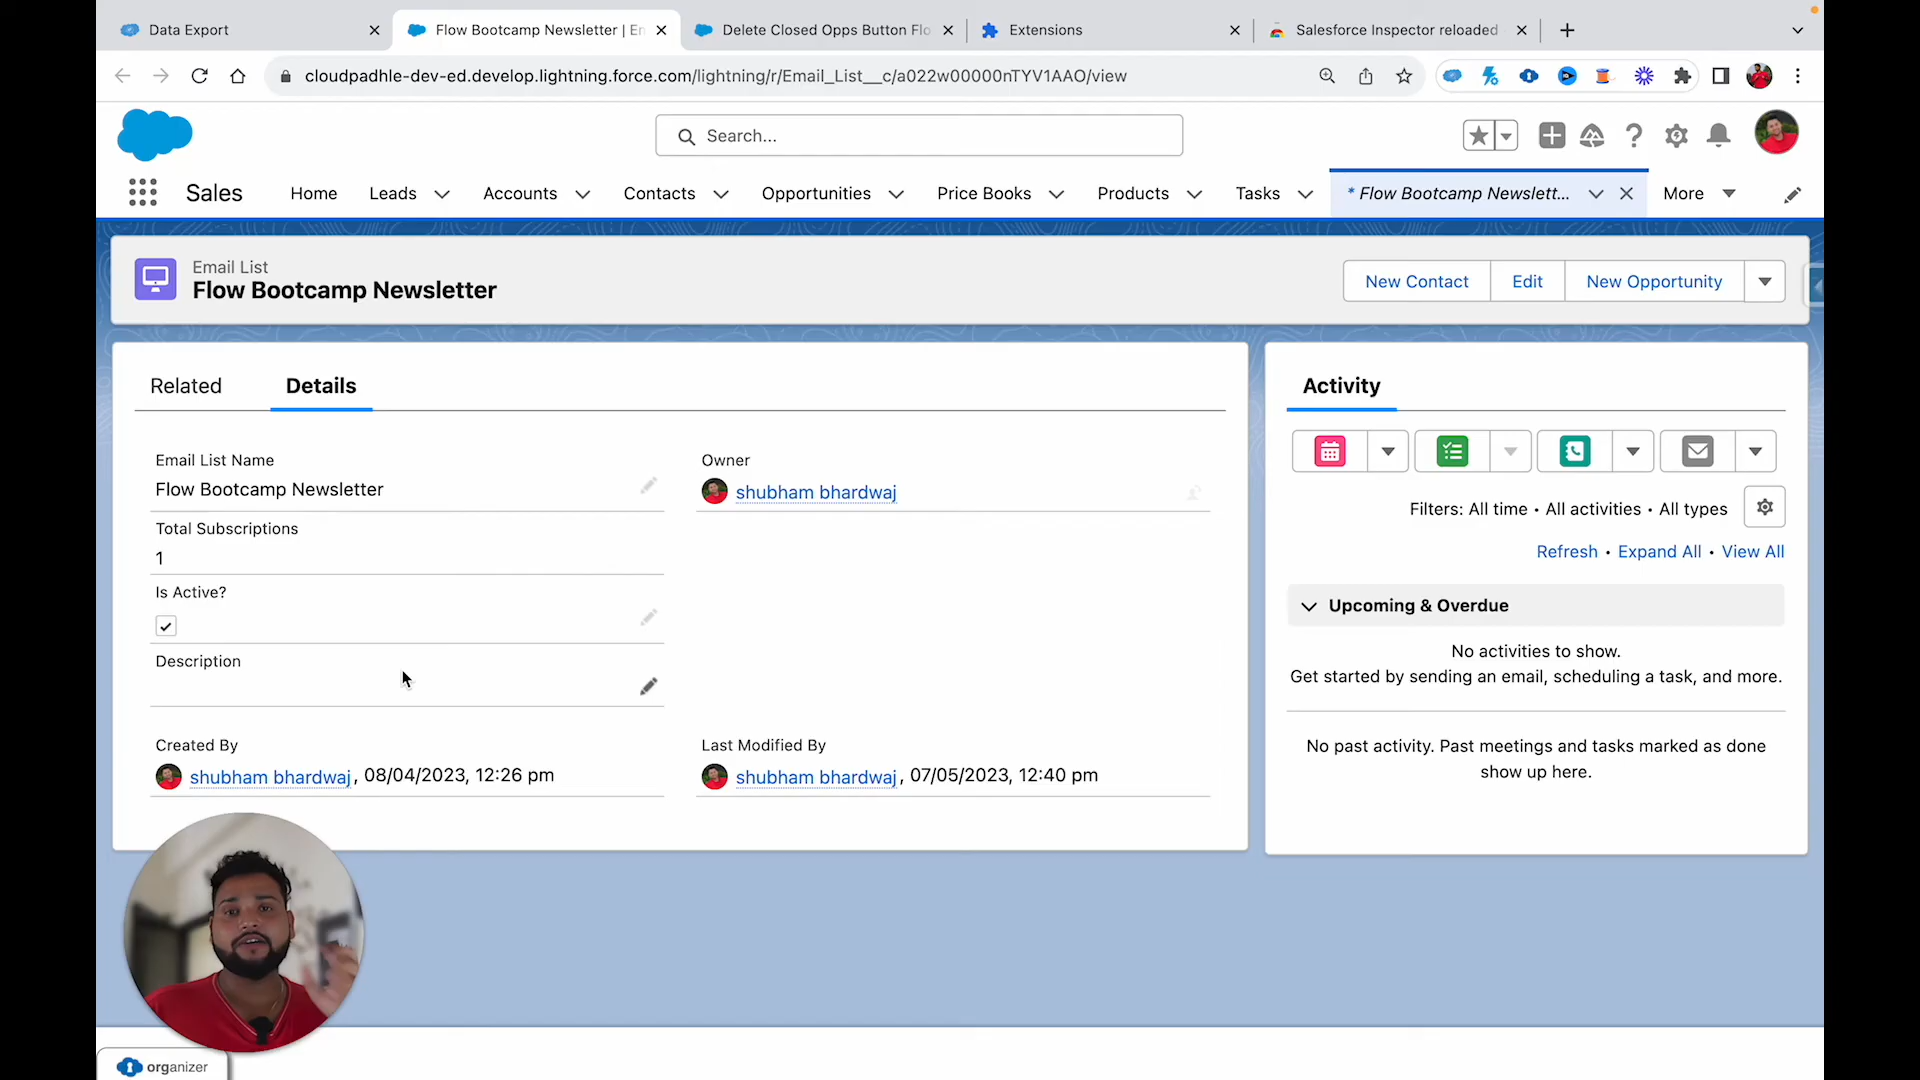 Data Export
Flow Bootcamp Newsletter | En
Delete Closed Opps Button Flo
Extensions
Salesforce Inspector reloaded
cloudpadhle-dev-ed.develop.lightning.force.com/lightning/r/Email_List__c/a022w00000nTYV1AAO/view
Search...
Sales
Home
Leads
Accounts
Contacts
Opportunities
Price Books
Products
Tasks
* Flow Bootcamp Newslett...
More
Email List
Flow Bootcamp Newsletter
New Contact
Edit
New Opportunity
Related
Details
Email List Name
Flow Bootcamp Newsletter
Owner
shubham bhardwaj
Total Subscriptions
1
Is Active?
Description
Created By
shubham bhardwaj, 08/04/2023, 12:26 pm
Last Modified By
shubham bhardwaj, 07/05/2023, 12:40 pm
Activity
Filters: All time • All activities • All types
Refresh • Expand All • View All
Upcoming & Overdue
No activities to show.
Get started by sending an email, scheduling a task, and more.
No past activity. Past meetings and tasks marked as done
show up here.
organizer